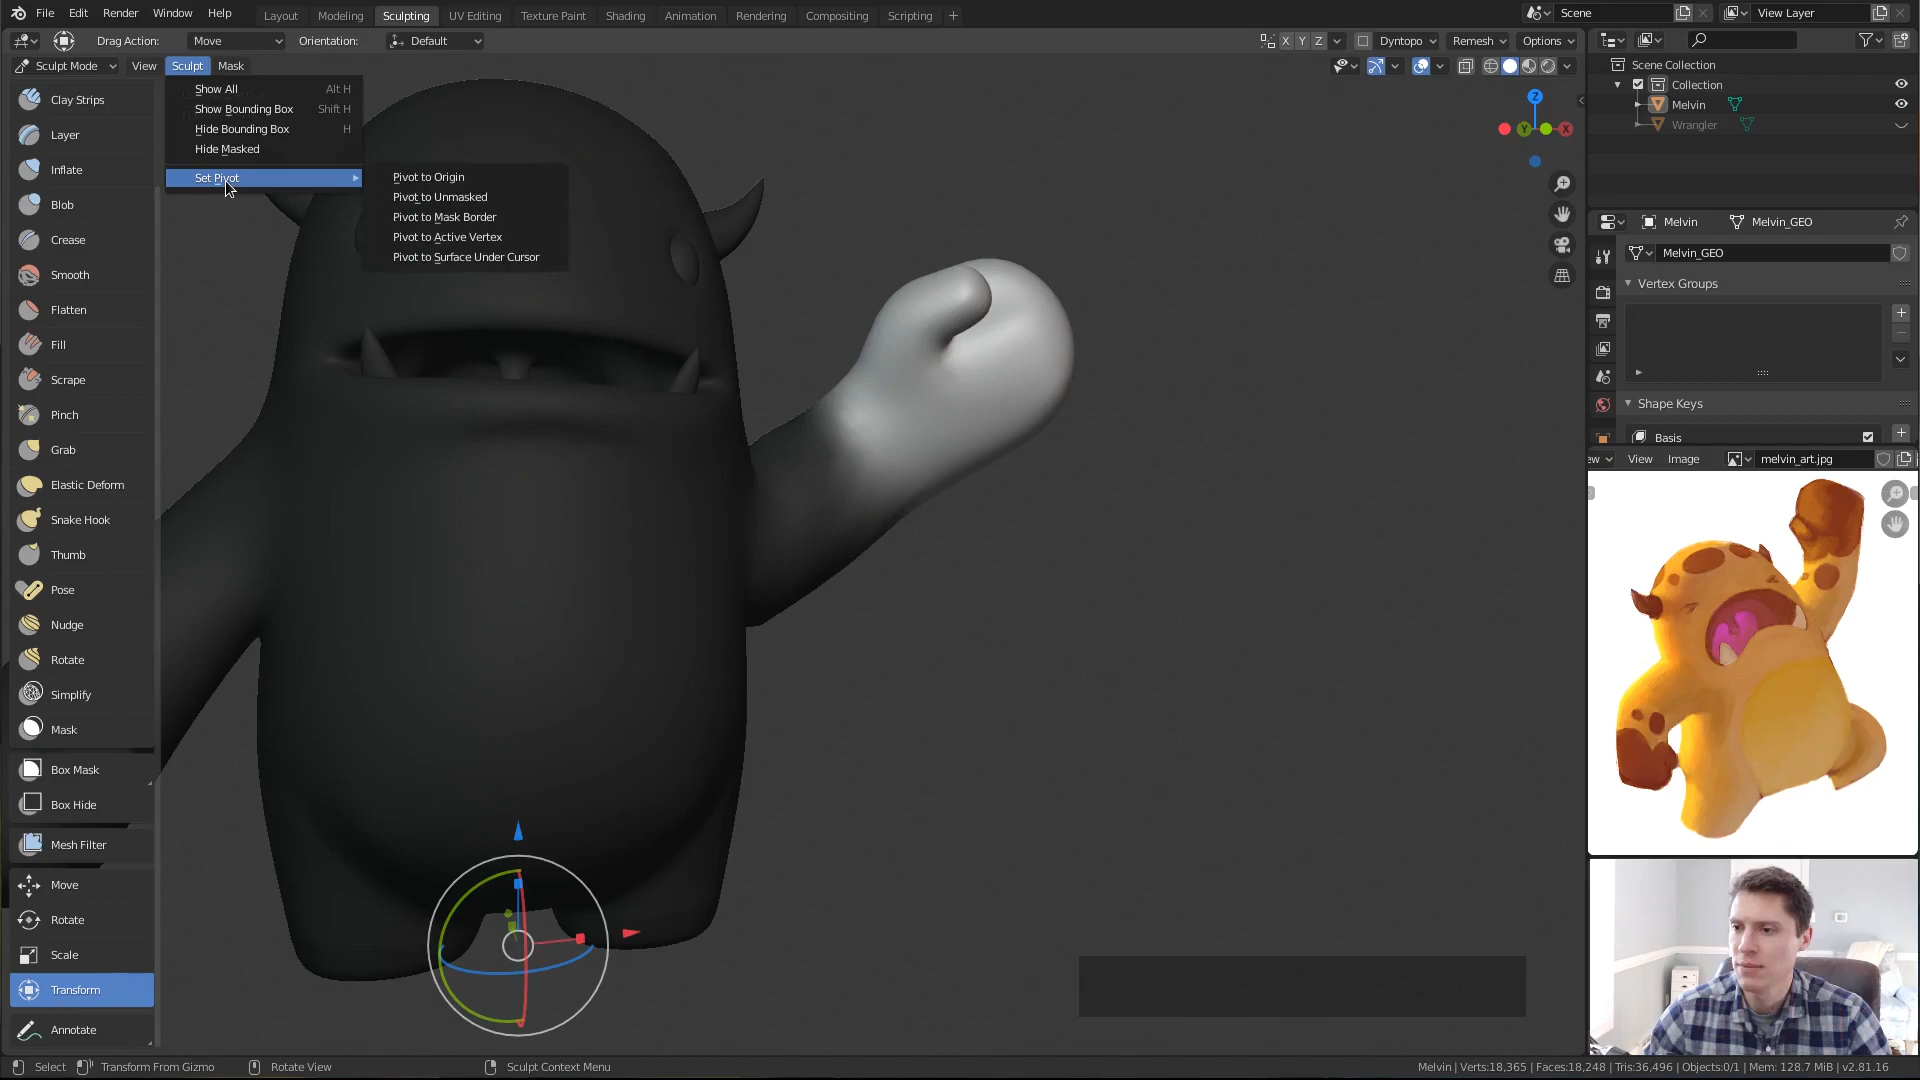 File Edit Render Window Help Layout Modeling Sculpting UV Editing Texture Paint Shading Animation Rendering Compositing Scripting + Scene View Layer
Drag Action: Move Orientation: Default X Y Z Dyntopo Remesh Options
Sculpt Mode View Sculpt Mask
Show All Alt H
Show Bounding Box Shift H
Hide Bounding Box H
Hide Masked
Set Pivot
Pivot to Origin
Pivot to Unmasked
Pivot to Mask Border
Pivot to Active Vertex
Pivot to Surface Under Cursor
Clay Strips
Layer
Inflate
Blob
Crease
Smooth
Flatten
Fill
Scrape
Pinch
Grab
Elastic Deform
Snake Hook
Thumb
Pose
Nudge
Rotate
Simplify
Mask
Box Mask
Box Hide
Mesh Filter
Move
Rotate
Scale
Transform
Annotate
Z
Y X
Scene Collection
Collection
Melvin
Wrangler
Melvin Melvin_GEO
Melvin_GEO
Vertex Groups
Shape Keys
Basis
ew View Image melvin_art.jpg
Select Transform From Gizmo Rotate View Sculpt Context Menu Melvin | Verts:18,365 | Faces:18,248 | Tris:36,496 | Objects:0/1 | Mem: 128.7 MiB | v2.81.16